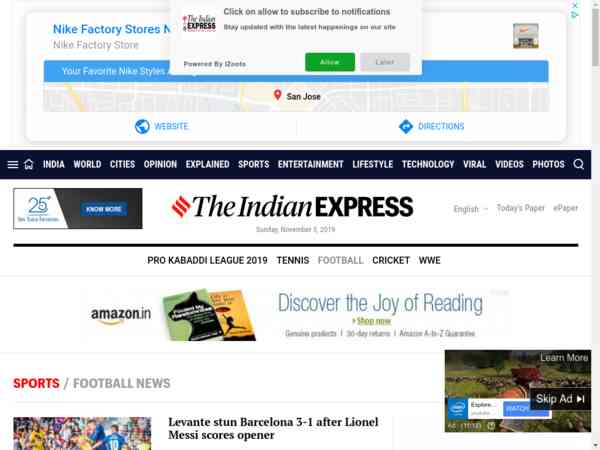 Nike Factory Stores N
Nike Factory Store
Click on allow to subscribe to notifications
Stay updated with the latest happenings on our site
The Indian
EXPRESS
Powered By iZooto
Allow
Later
Your Favorite Nike Styles
San Jose
WEBSITE
DIRECTIONS
INDIA WORLD CITIES OPINION EXPLAINED SPORTS ENTERTAINMENT LIFESTYLE TECHNOLOGY VIRAL VIDEOS PHOTOS
25
KNOW MORE
The Indian EXPRESS
Sunday, November 3, 2019
English
Today's Paper
ePaper
PRO KABADDI LEAGUE 2019 TENNIS FOOTBALL CRICKET WWE
amazon.in
Discover the Joy of Reading
Shop now
Genuine products | 30-day returns | Amazon A-to-Z Guarantee
Learn More
Skip Ad
Explore...
WATCH
SPORTS / FOOTBALL NEWS
Levante stun Barcelona 3-1 after Lionel
Messi scores opener